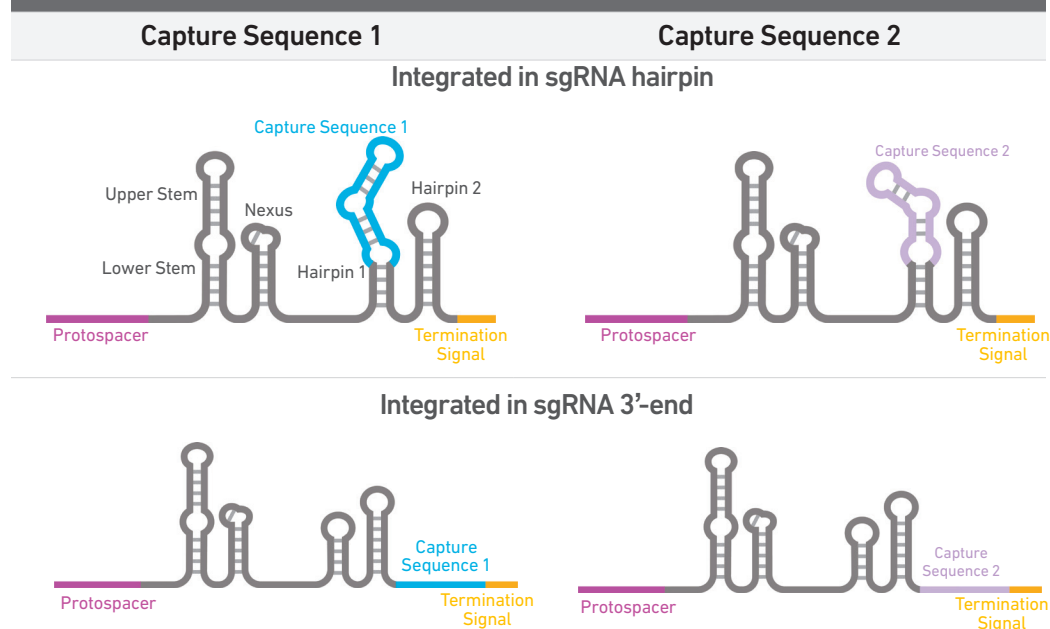 Capture Sequence 1
Capture Sequence 2
Integrated in sgRNA hairpin
Capture Sequence 1
Upper Stem
Nexus
Hairpin 2
Lower Stem
Hairpin 1
Protospacer
Termination
Signal
Capture Sequence 2
Protospacer
Termination
Signal
Integrated in sgRNA 3’-end
Capture
Sequence 1
Protospacer
Termination
Signal
Capture
Sequence 2
Protospacer
Termination
Signal